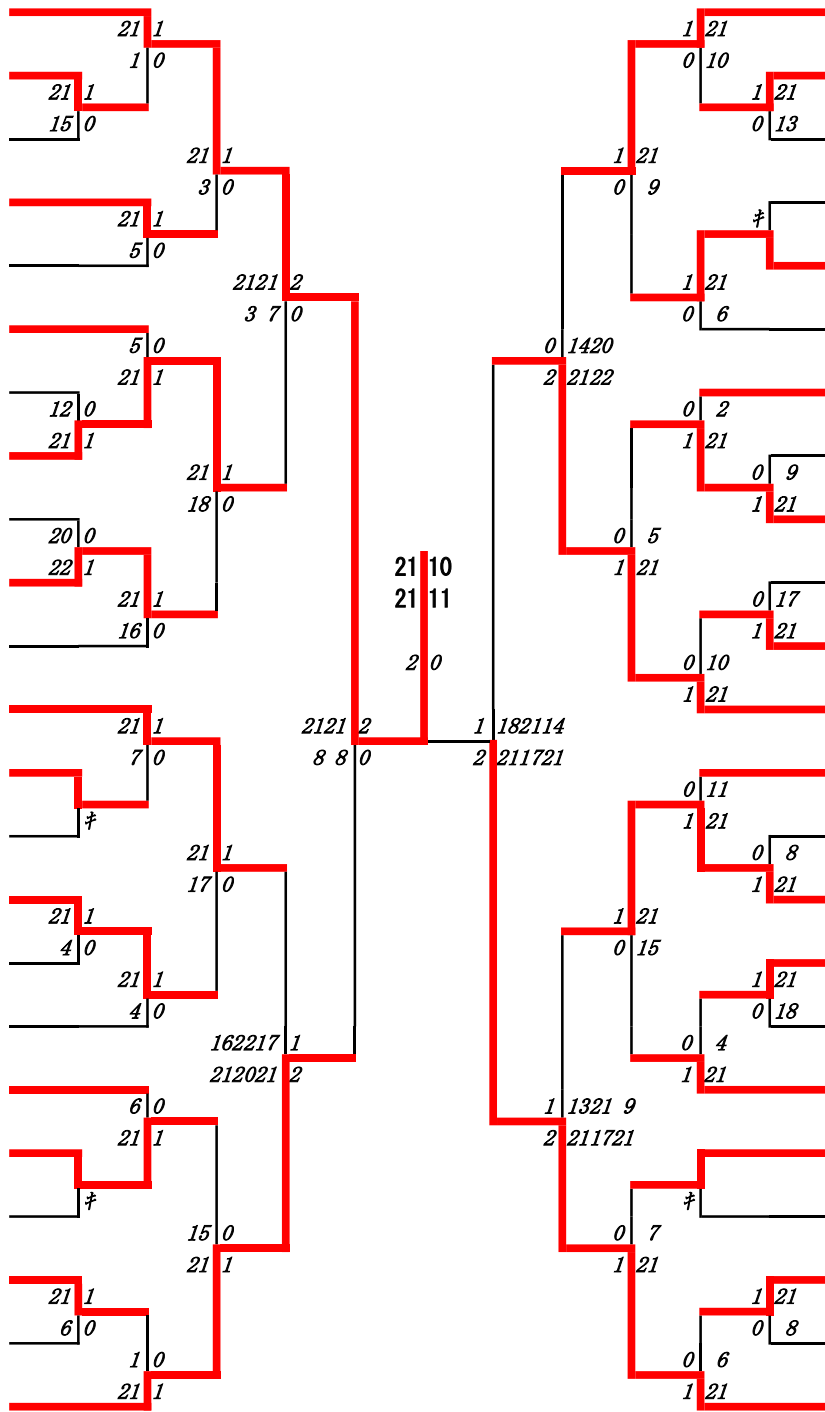 21 1 1 21
1 0 0 10
21 1 1 21
15 0 0 13
21 1 1 21
3 0 0 9
21 1 ｷ
5 0
2121 2 1 21
3 7 0 0 6
5 0 0 1420
21 1 2 2122
12 0 0 2
21 1 1 21
21 1 0 9
18 0 1 21
20 0 0 5
22 1 21 10 1 21
21 1 21 11 0 17
16 0 1 21
2 0 0 10
1 21
21 1 2121 2 1 182114
7 0 8 8 0 2 211721
0 11
ｷ 1 21
21 1 0 8
17 0 1 21
21 1 1 21
4 0 0 15
21 1 1 21
4 0 0 18
162217 1 0 4
212021 2 1 21
6 0 1 1321 9
21 1 2 211721
ｷ ｷ
15 0 0 7
21 1 1 21
21 1 1 21
6 0 0 8
1 0 0 6
21 1 1 21